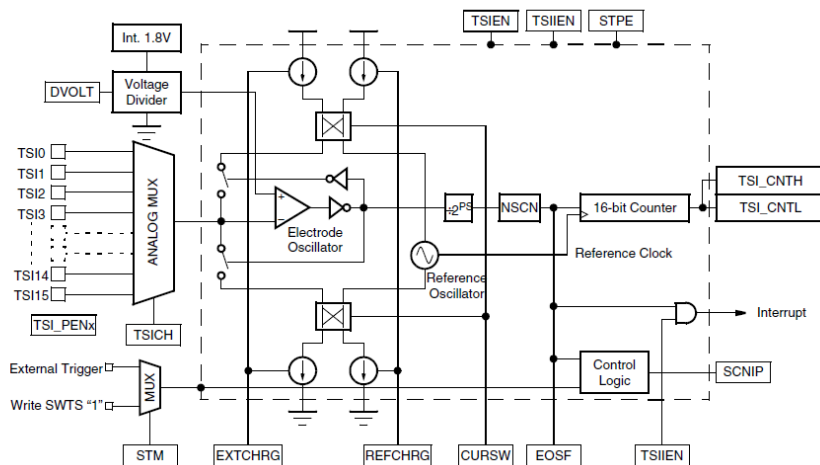 TSIEN
TSIIEN
STPE
Int. 1.8V
DVOLT
Voltage
Divider
TSI0
TSI1
TSI2
TSI3
TSI14
TSI15
ANALOG MUX
+
−
Electrode
Oscillator
÷2PS
NSCN
16-bit Counter
TSI_CNTH
TSI_CNTL
Reference Clock
Reference
Oscillator
TSI_PENx
TSICH
Interrupt
External Trigger
MUX
Write SWTS “1”
Control
Logic
SCNIP
STM
EXTCHRG
REFCHRG
CURSW
EOSF
TSIIEN